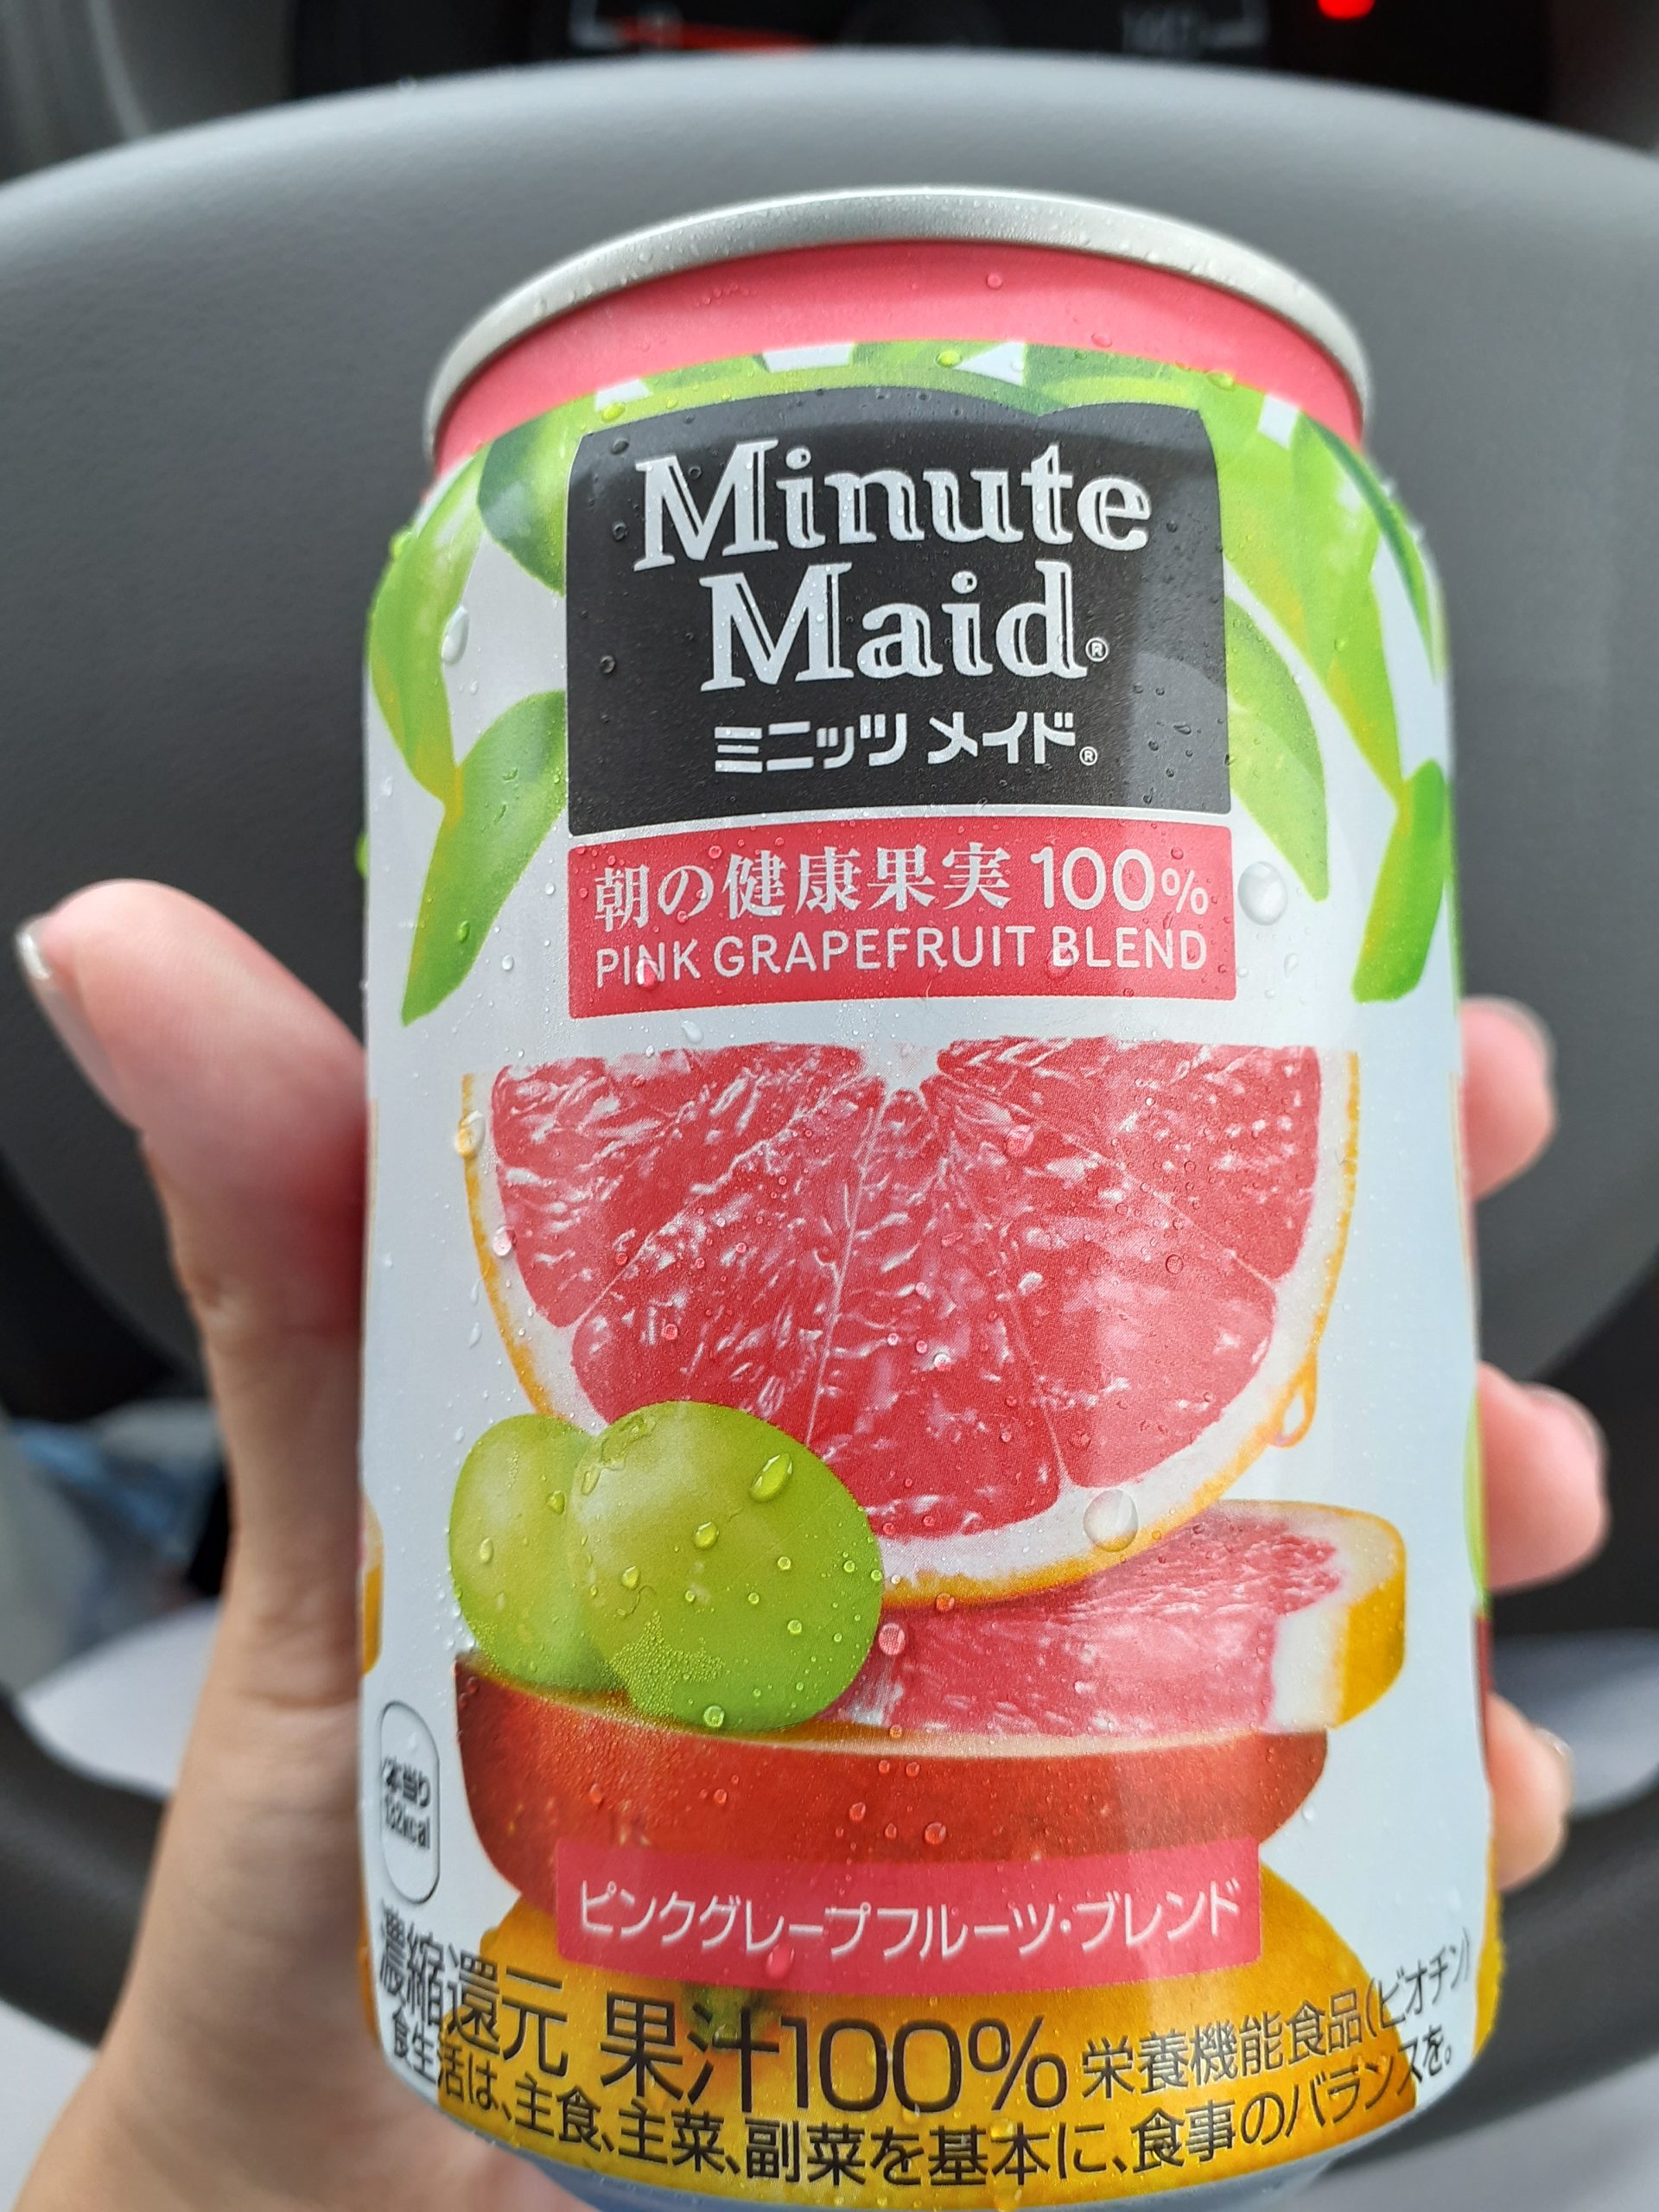 Minute
Maid®
ミニッツ メイド®
朝の健康果実 100%
PINK GRAPEFRUIT BLEND
本当り
kcal
ピンクグレープフルーツ・ブレンド
濃縮還元 果汁100% 栄養機能食品(ビオチン)
食生活は、主食、主菜、副菜を基本に、食事のバランスを。